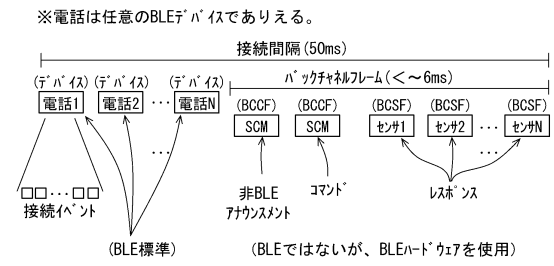 ※電話は任意のBLEﾃﾞﾊﾞｲｽでありえる。
接続間隔(50ms)
ﾊﾞｯｸﾁｬﾈﾙﾌﾚｰﾑ(＜～6ms)
(ﾃﾞﾊﾞｲｽ) (ﾃﾞﾊﾞｲｽ) (ﾃﾞﾊﾞｲｽ) (BCCF) (BCCF) (BCSF) (BCSF) (BCSF)
電話1 電話2 ··· 電話N SCM SCM ｾﾝｻ1 ｾﾝｻ2 ··· ｾﾝｻN
··· ···
□□···□□ 非BLE ｺﾏﾝﾄﾞ ﾚｽﾎﾟﾝｽ
接続ｲﾍﾞﾝﾄ ｱﾅｳﾝｽﾒﾝﾄ
(BLE標準) (BLEではないが、BLEﾊｰﾄﾞｳｪｱを使用)